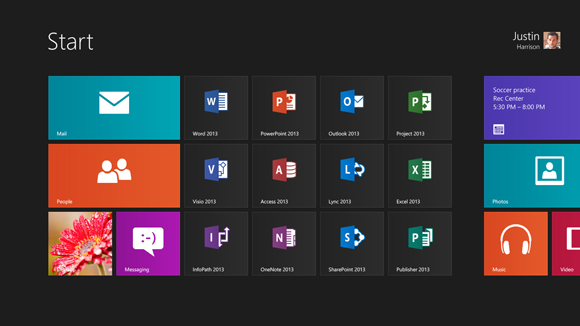 Start
Justin
Harrison
Mail
W
Word 2013
P
PowerPoint 2013
O
Outlook 2013
P
Project 2013
Soccer practice
Rec Center
5:30 PM – 8:00 PM
People
V
Visio 2013
A
Access 2013
L
Lync 2013
X
Excel 2013
Photos
:-)
Messaging
I
InfoPath 2013
N
OneNote 2013
S
SharePoint 2013
P
Publisher 2013
Music
Video